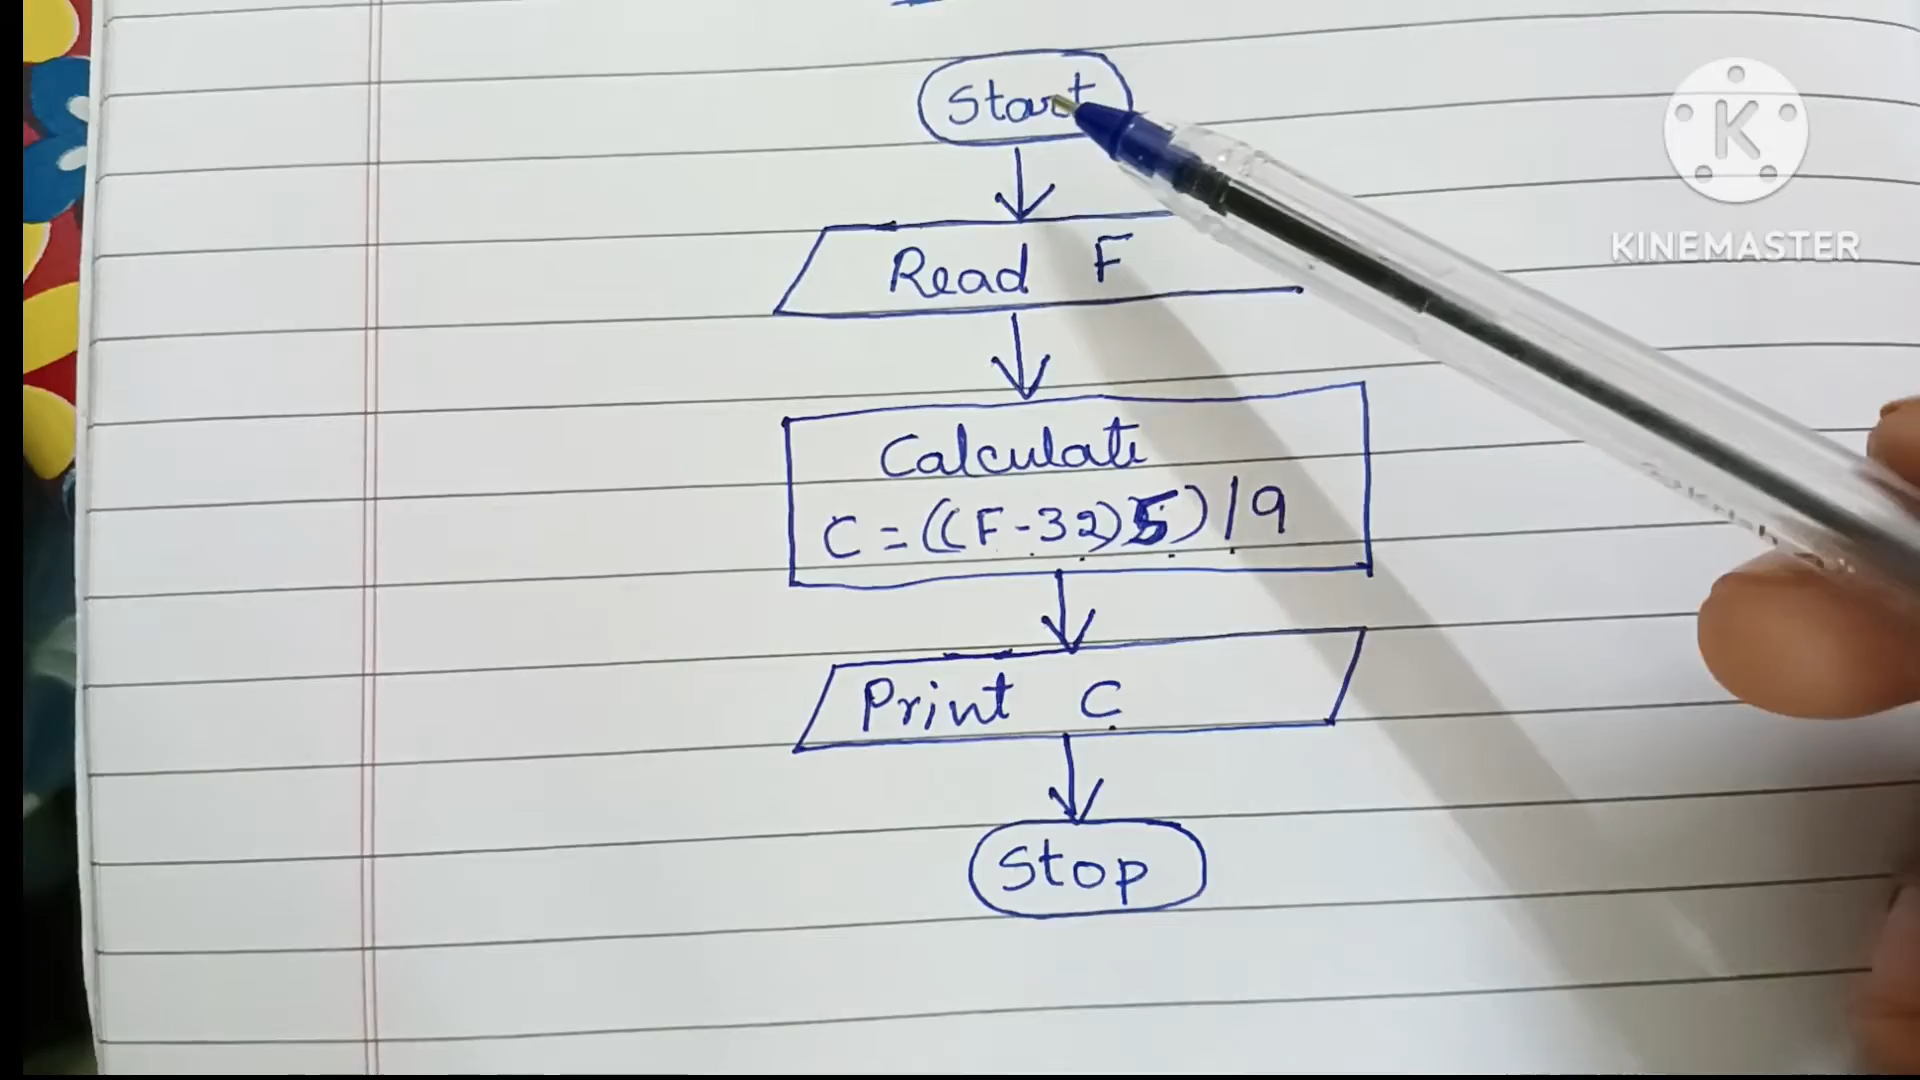 Start
Read F
Calculate
C = ((F - 32)5) / 9
Print C
Stop
K
KINEMASTER